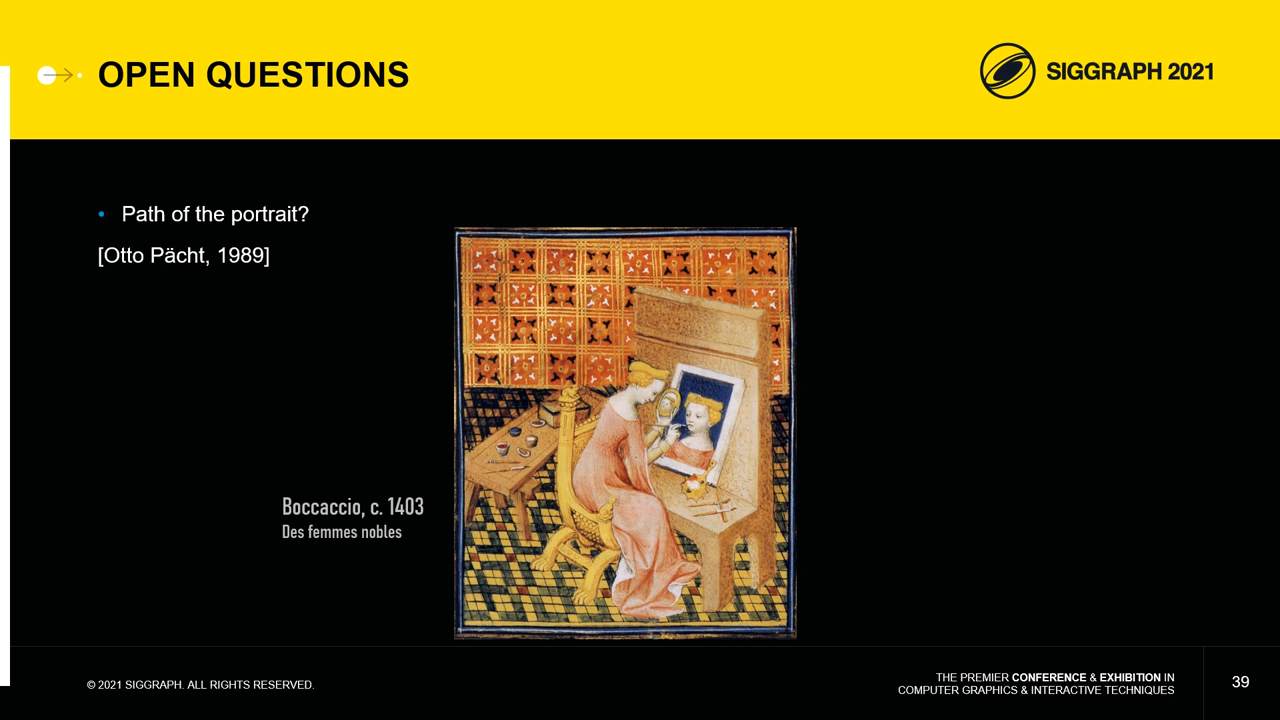 OPEN QUESTIONS
SIGGRAPH 2021
• Path of the portrait?
[Otto Pächt, 1989]
Boccaccio, c. 1403
Des femmes nobles
© 2021 SIGGRAPH. ALL RIGHTS RESERVED.
THE PREMIER CONFERENCE & EXHIBITION IN
COMPUTER GRAPHICS & INTERACTIVE TECHNIQUES
39